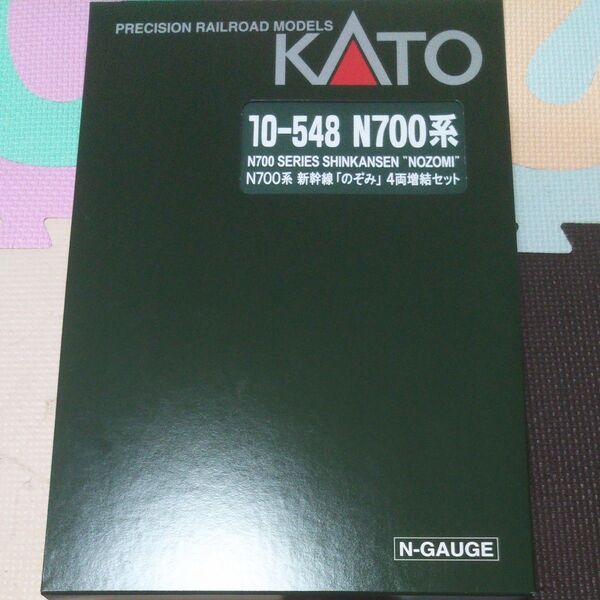 PRECISION RAILROAD MODELS
KATO
10-548 N700系
N700 SERIES SHINKANSEN "NOZOMI"
N700系 新幹線「のぞみ」 4両増結セット
N-GAUGE